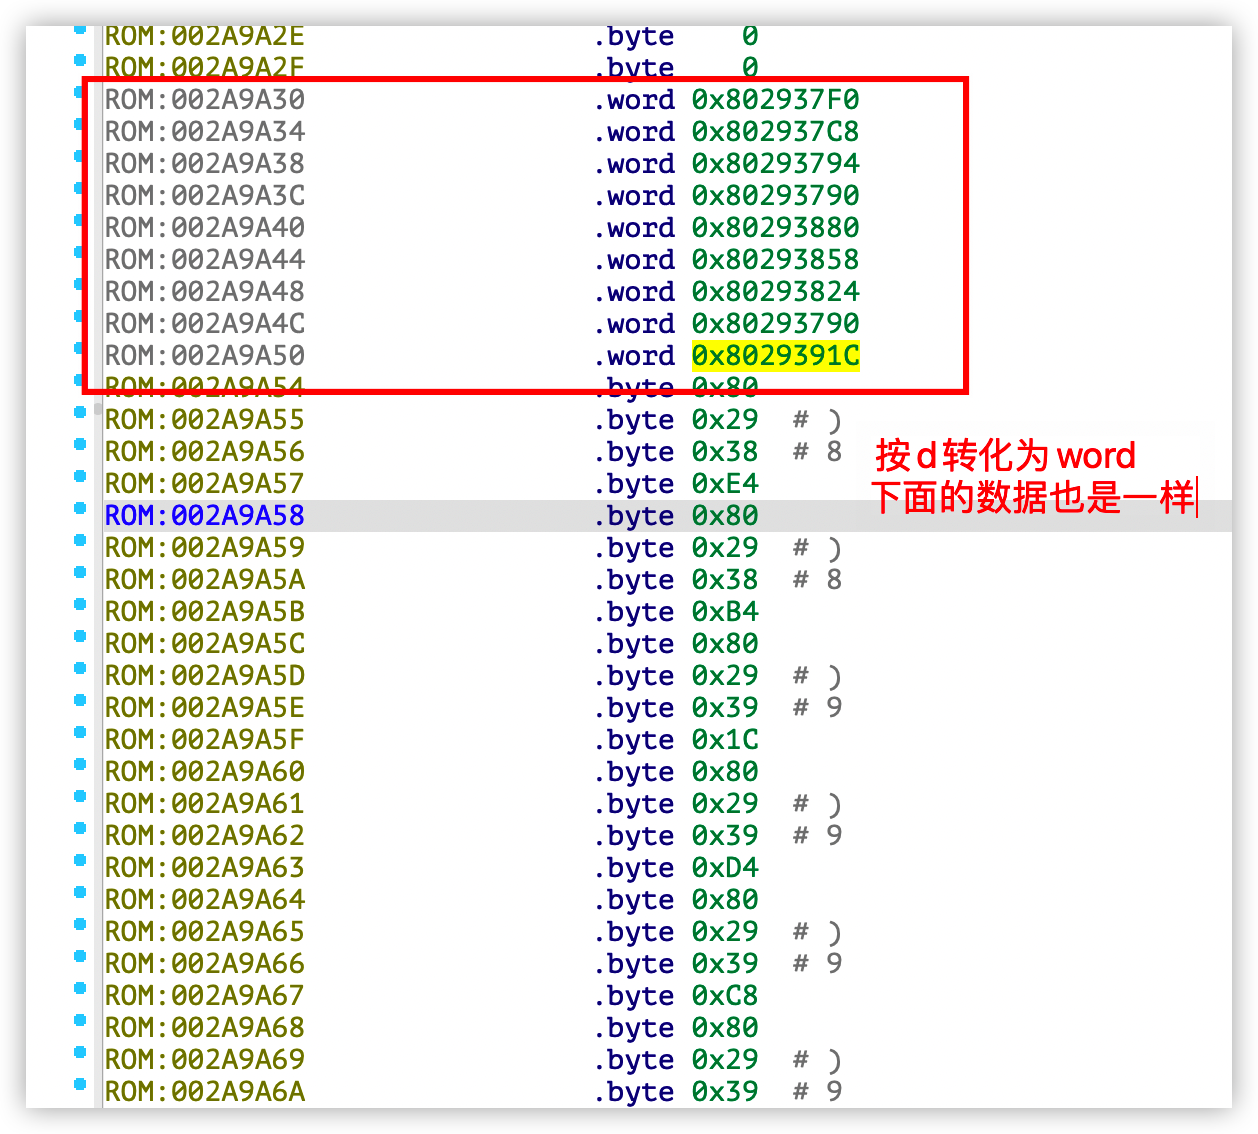 ROM:002A9A2E .byte 0
ROM:002A9A2F .byte 0
ROM:002A9A30 .word 0x802937F0
ROM:002A9A34 .word 0x802937C8
ROM:002A9A38 .word 0x80293794
ROM:002A9A3C .word 0x80293790
ROM:002A9A40 .word 0x80293880
ROM:002A9A44 .word 0x80293858
ROM:002A9A48 .word 0x80293824
ROM:002A9A4C .word 0x80293790
ROM:002A9A50 .word 0x8029391C
ROM:002A9A54 .byte 0x80
ROM:002A9A55 .byte 0x29 # )
ROM:002A9A56 .byte 0x38 # 8
按d转化为word
ROM:002A9A57 .byte 0xE4
下面的数据也是一样
ROM:002A9A58 .byte 0x80
ROM:002A9A59 .byte 0x29 # )
ROM:002A9A5A .byte 0x38 # 8
ROM:002A9A5B .byte 0xB4
ROM:002A9A5C .byte 0x80
ROM:002A9A5D .byte 0x29 # )
ROM:002A9A5E .byte 0x39 # 9
ROM:002A9A5F .byte 0x1C
ROM:002A9A60 .byte 0x80
ROM:002A9A61 .byte 0x29 # )
ROM:002A9A62 .byte 0x39 # 9
ROM:002A9A63 .byte 0xD4
ROM:002A9A64 .byte 0x80
ROM:002A9A65 .byte 0x29 # )
ROM:002A9A66 .byte 0x39 # 9
ROM:002A9A67 .byte 0xC8
ROM:002A9A68 .byte 0x80
ROM:002A9A69 .byte 0x29 # )
ROM:002A9A6A .byte 0x39 # 9